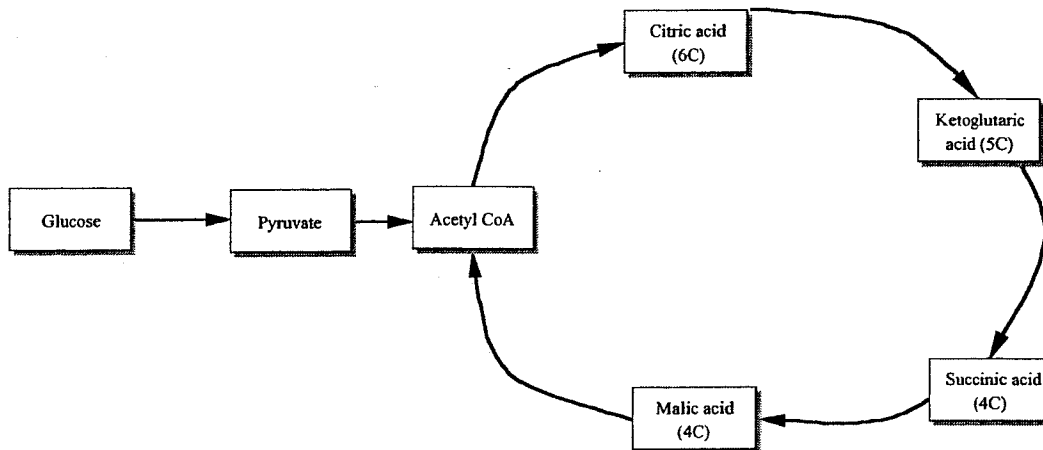 Citric acid
(6C)
Ketoglutaric
acid (5C)
Glucose
Pyruvate
Acetyl CoA
Succinic acid
(4C)
Malic acid
(4C)